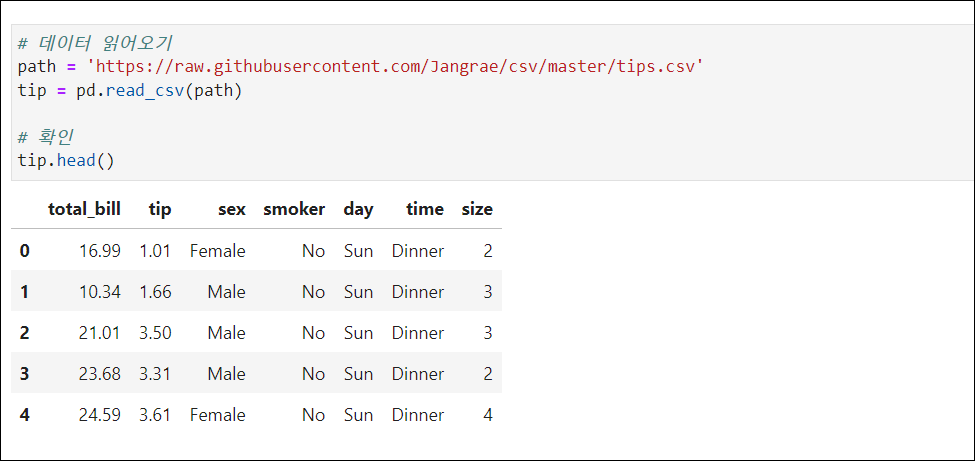 # 데이터 읽어오기
path = 'https://raw.githubusercontent.com/Jangrae/csv/master/tips.csv'
tip = pd.read_csv(path)
# 확인
tip.head()
total_bill tip sex smoker day time size
0 16.99 1.01 Female No Sun Dinner 2
1 10.34 1.66 Male No Sun Dinner 3
2 21.01 3.50 Male No Sun Dinner 3
3 23.68 3.31 Male No Sun Dinner 2
4 24.59 3.61 Female No Sun Dinner 4